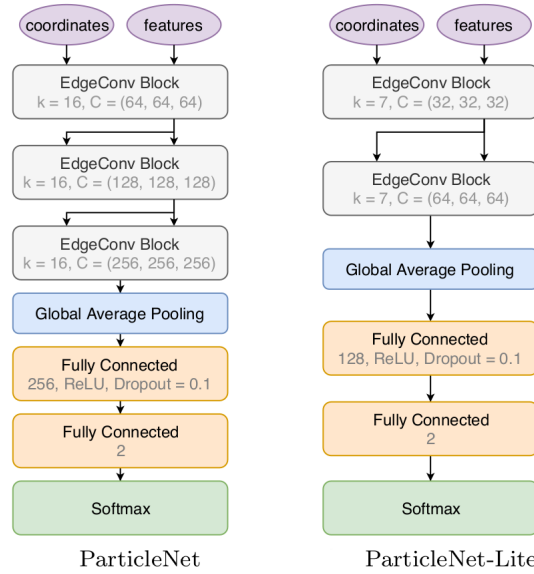 coordinates
features
EdgeConv Block
k = 16, C = (64, 64, 64)
EdgeConv Block
k = 16, C = (128, 128, 128)
EdgeConv Block
k = 16, C = (256, 256, 256)
Global Average Pooling
Fully Connected
256, ReLU, Dropout = 0.1
Fully Connected
2
Softmax
ParticleNet
coordinates
features
EdgeConv Block
k = 7, C = (32, 32, 32)
EdgeConv Block
k = 7, C = (64, 64, 64)
Global Average Pooling
Fully Connected
128, ReLU, Dropout = 0.1
Fully Connected
2
Softmax
ParticleNet-Lite